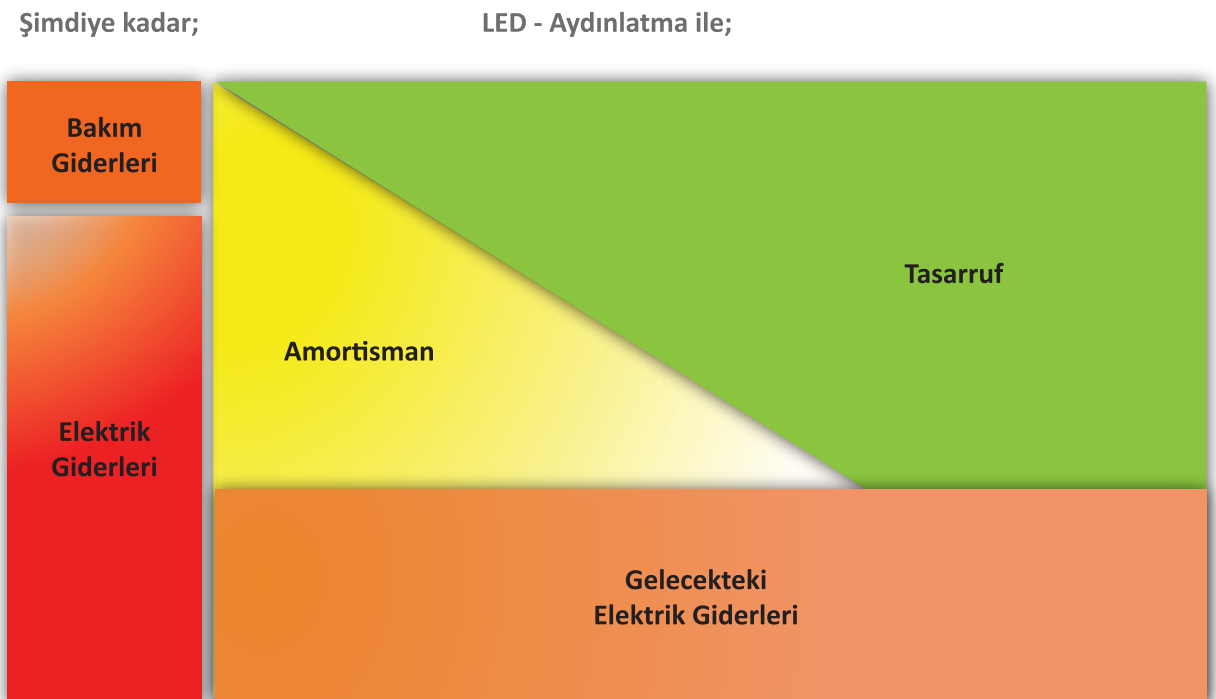 Şimdiye kadar;
LED - Aydınlatma ile;
Bakım
Giderleri
Tasarruf
Amortisman
Elektrik
Giderleri
Gelecekteki
Elektrik Giderleri